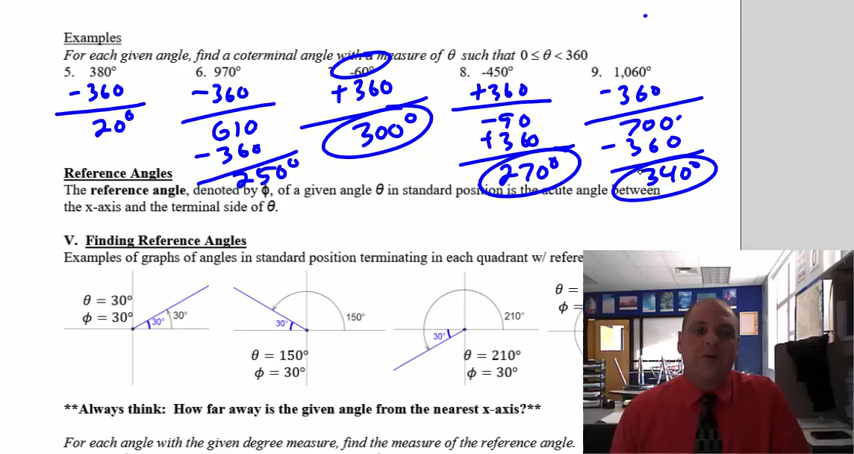 Examples
For each given angle, find a coterminal angle with a measure of θ such that 0 ≤ θ < 360
5. 380° 6. 970° -60° 8. -450° 9. 1,060°
- 360 - 360 + 360 + 360 - 360
20° 610 300° - 90 700
- 360 + 360 - 360
250° 270° 340°
Reference Angles
The reference angle, denoted by ϕ, of a given angle θ in standard position is the acute angle between
the x-axis and the terminal side of θ.
V. Finding Reference Angles
Examples of graphs of angles in standard position terminating in each quadrant w/ refere
θ = 30°
ϕ = 30°
30° 30°
30° 150°
θ = 150°
ϕ = 30°
30° 210°
θ = 210°
ϕ = 30°
θ =
ϕ =
**Always think: How far away is the given angle from the nearest x-axis?**
For each angle with the given degree measure, find the measure of the reference angle.